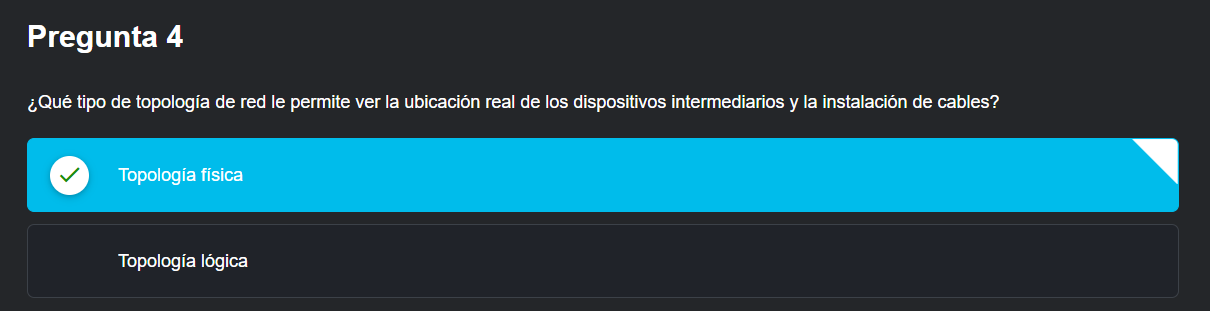 Pregunta 4
¿Qué tipo de topología de red le permite ver la ubicación real de los dispositivos intermediarios y la instalación de cables?
Topología física
Topología lógica